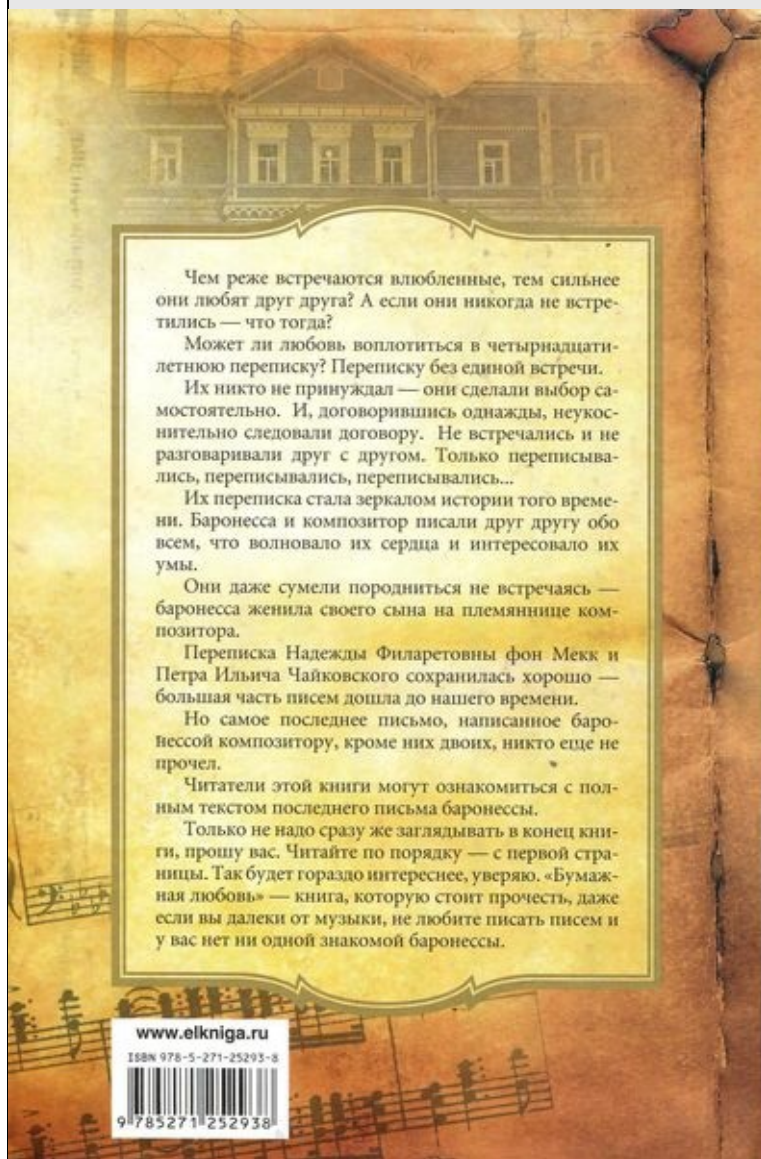 Чем реже встречаются влюбленные, тем сильнее
они любят друг друга? А если они никогда не встре-
тились — что тогда?
Может ли любовь воплотиться в четырнадцати-
летнюю переписку? Переписку без единой встречи.
Их никто не принуждал — они сделали выбор са-
мостоятельно. И, договорившись однажды, неукос-
нительно следовали договору. Не встречались и не
разговаривали друг с другом. Только переписыва-
лись, переписывались, переписывались...
Их переписка стала зеркалом истории того време-
ни. Баронесса и композитор писали друг другу обо
всем, что волновало их сердца и интересовало их
умы.
Они даже сумели породниться не встречаясь —
баронесса женила своего сына на племяннице ком-
позитора.
Переписка Надежды Филаретовны фон Мекк и
Петра Ильича Чайковского сохранилась хорошо —
большая часть писем дошла до нашего времени.
Но самое последнее письмо, написанное баро-
нессой композитору, кроме них двоих, никто еще не
прочел.
Читатели этой книги могут ознакомиться с пол-
ным текстом последнего письма баронессы.
Только не надо сразу же заглядывать в конец кни-
ги, прошу вас. Читайте по порядку — с первой стра-
ницы. Так будет гораздо интереснее, уверяю. «Бумаж-
ная любовь» — книга, которую стоит прочесть, даже
если вы далеки от музыки, не любите писать писем и
у вас нет ни одной знакомой баронессы.
www.elkniga.ru
ISBN 978-5-271-25293-8
9 785271 252938